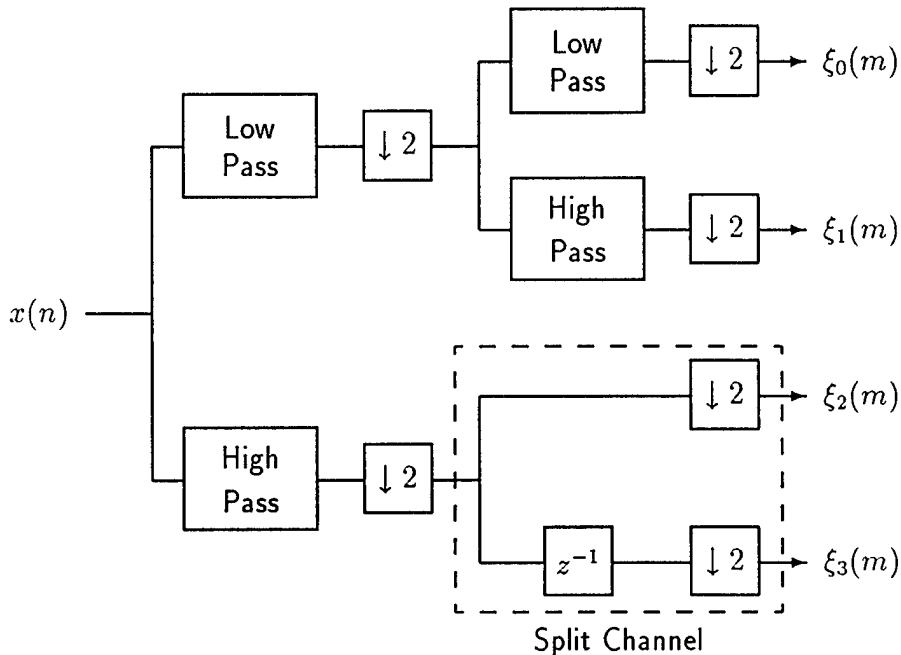 Low
Pass
↓ 2
ξ₀(m)
Low
Pass
↓ 2
High
Pass
↓ 2
ξ₁(m)
x(n)
↓ 2
ξ₂(m)
High
Pass
↓ 2
z⁻¹
↓ 2
ξ₃(m)
Split Channel